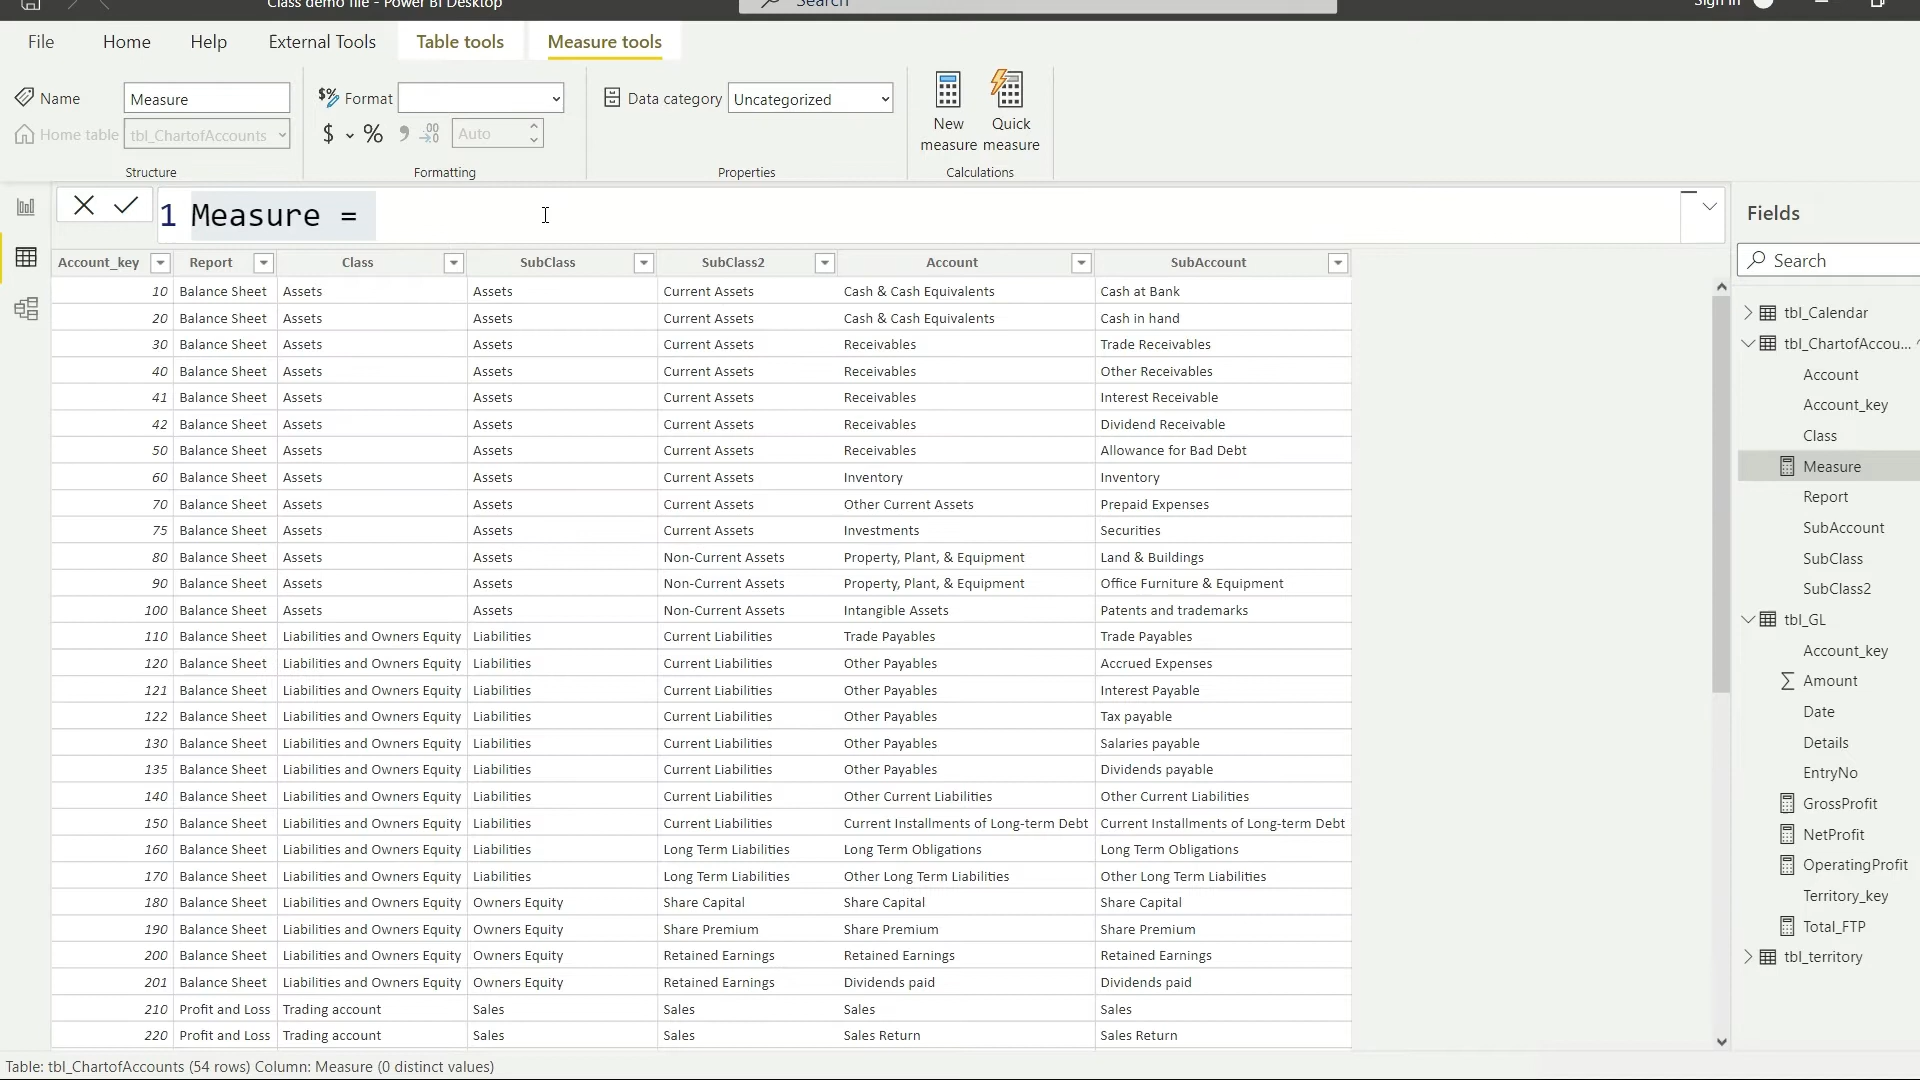 Class demo file - Power BI Desktop
Search
Sign in
File Home Help External Tools Table tools Measure tools
Name Measure
Home table tbl_ChartofAccounts
Structure
$% Format
$ % Auto
Formatting
Data category Uncategorized
Properties
New measure
Quick measure
Calculations
1 Measure =
Account_key Report Class SubClass SubClass2 Account SubAccount
10 Balance Sheet Assets Assets Current Assets Cash & Cash Equivalents Cash at Bank
20 Balance Sheet Assets Assets Current Assets Cash & Cash Equivalents Cash in hand
30 Balance Sheet Assets Assets Current Assets Receivables Trade Receivables
40 Balance Sheet Assets Assets Current Assets Receivables Other Receivables
41 Balance Sheet Assets Assets Current Assets Receivables Interest Receivable
42 Balance Sheet Assets Assets Current Assets Receivables Dividend Receivable
50 Balance Sheet Assets Assets Current Assets Receivables Allowance for Bad Debt
60 Balance Sheet Assets Assets Current Assets Inventory Inventory
70 Balance Sheet Assets Assets Current Assets Other Current Assets Prepaid Expenses
75 Balance Sheet Assets Assets Current Assets Investments Securities
80 Balance Sheet Assets Assets Non-Current Assets Property, Plant, & Equipment Land & Buildings
90 Balance Sheet Assets Assets Non-Current Assets Property, Plant, & Equipment Office Furniture & Equipment
100 Balance Sheet Assets Assets Non-Current Assets Intangible Assets Patents and trademarks
110 Balance Sheet Liabilities and Owners Equity Liabilities Current Liabilities Trade Payables Trade Payables
120 Balance Sheet Liabilities and Owners Equity Liabilities Current Liabilities Other Payables Accrued Expenses
121 Balance Sheet Liabilities and Owners Equity Liabilities Current Liabilities Other Payables Interest Payable
122 Balance Sheet Liabilities and Owners Equity Liabilities Current Liabilities Other Payables Tax payable
130 Balance Sheet Liabilities and Owners Equity Liabilities Current Liabilities Other Payables Salaries payable
135 Balance Sheet Liabilities and Owners Equity Liabilities Current Liabilities Other Payables Dividends payable
140 Balance Sheet Liabilities and Owners Equity Liabilities Current Liabilities Other Current Liabilities Other Current Liabilities
150 Balance Sheet Liabilities and Owners Equity Liabilities Current Liabilities Current Installments of Long-term Debt Current Installments of Long-term Debt
160 Balance Sheet Liabilities and Owners Equity Liabilities Long Term Liabilities Long Term Obligations Long Term Obligations
170 Balance Sheet Liabilities and Owners Equity Liabilities Long Term Liabilities Other Long Term Liabilities Other Long Term Liabilities
180 Balance Sheet Liabilities and Owners Equity Owners Equity Share Capital Share Capital Share Capital
190 Balance Sheet Liabilities and Owners Equity Owners Equity Share Premium Share Premium Share Premium
200 Balance Sheet Liabilities and Owners Equity Owners Equity Retained Earnings Retained Earnings Retained Earnings
201 Balance Sheet Liabilities and Owners Equity Owners Equity Retained Earnings Dividends paid Dividends paid
210 Profit and Loss Trading account Sales Sales Sales Sales
220 Profit and Loss Trading account Sales Sales Sales Return Sales Return
Fields
Search
tbl_Calendar
tbl_ChartofAccou...
Account
Account_key
Class
Measure
Report
SubAccount
SubClass
SubClass2
tbl_GL
Account_key
Amount
Date
Details
EntryNo
GrossProfit
NetProfit
OperatingProfit
Territory_key
Total_FTP
tbl_territory
Table: tbl_ChartofAccounts (54 rows) Column: Measure (0 distinct values)